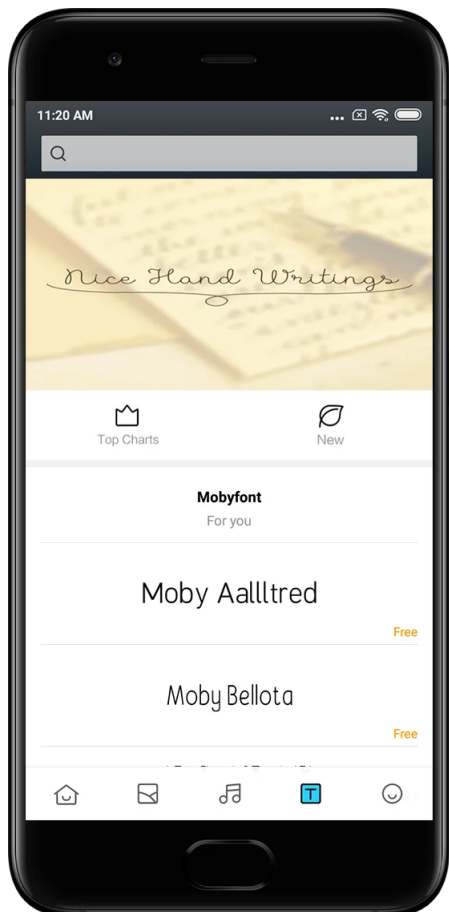 11:20 AM
Nice Hand Writings
Top Charts
New
Mobyfont
For you
Moby Aallltred
Free
Moby Bellota
Free
T